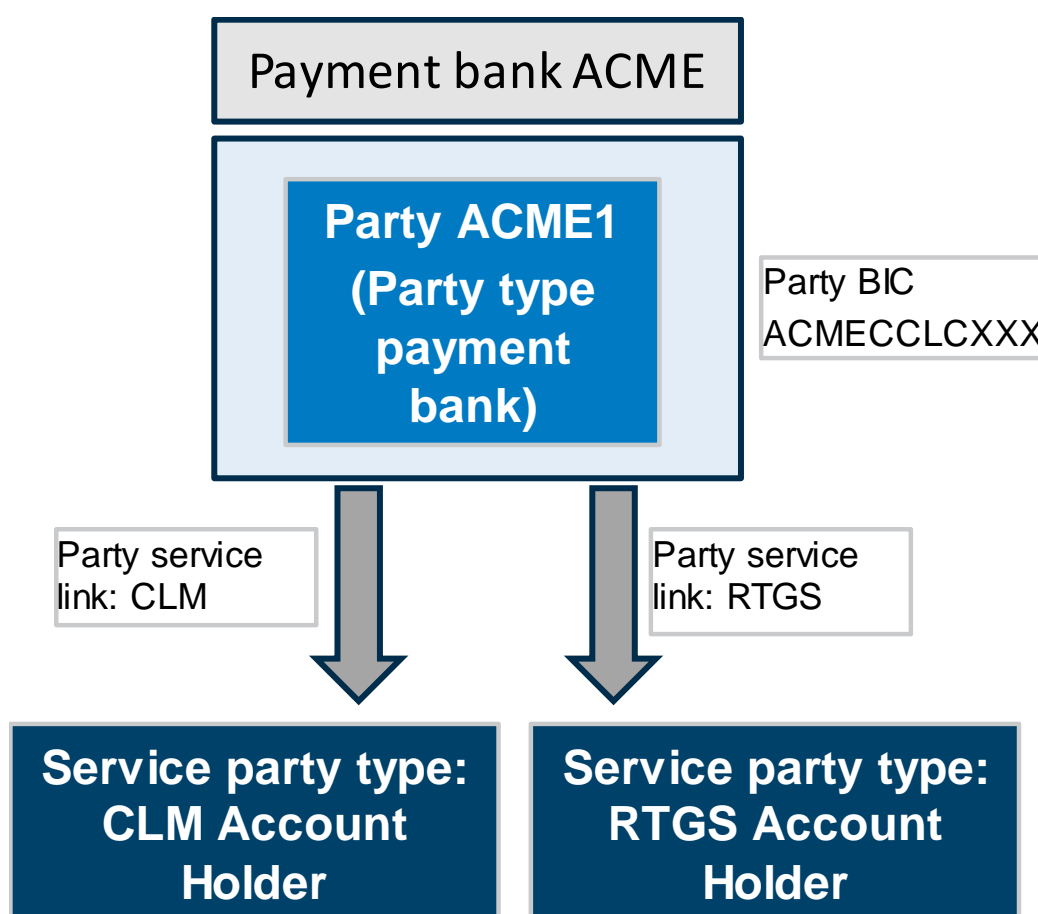 Payment bank ACME
Party ACME1
(Party type
payment
bank)
Party BIC
ACMECCLCXXX
Party service
link: CLM
Party service
link: RTGS
Service party type:
CLM Account
Holder
Service party type:
RTGS Account
Holder